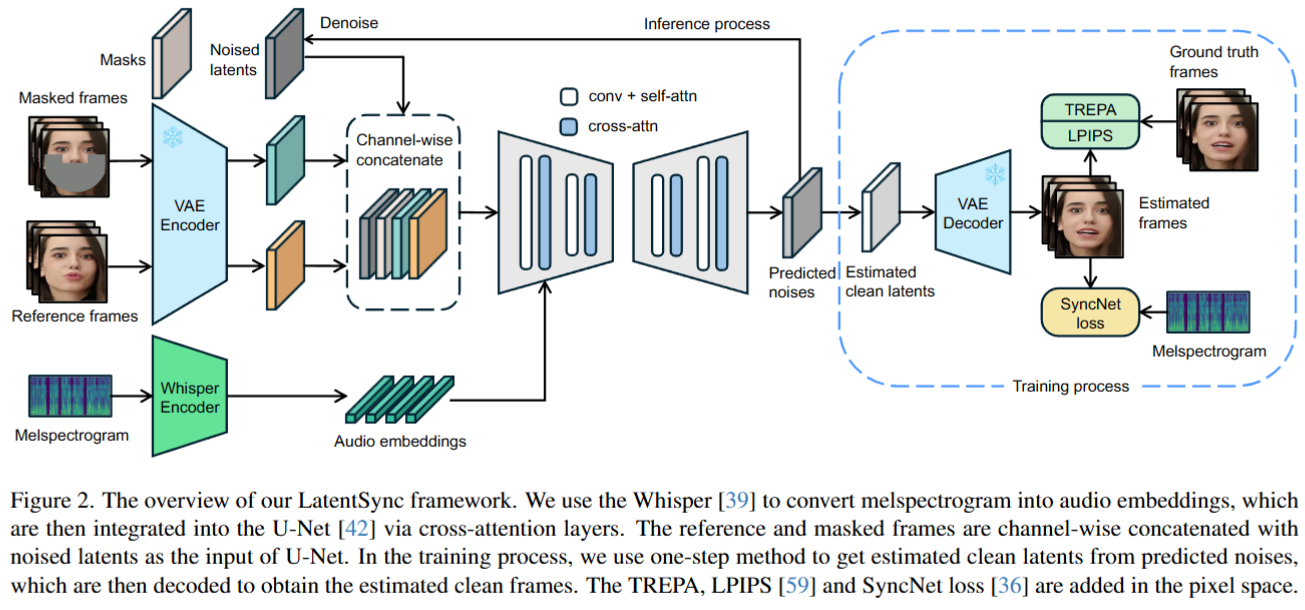 Denoise
Inference process
Masks
Noised
latents
Ground truth
frames
Masked frames
conv + self-attn
cross-attn
TREPA
LPIPS
Channel-wise
concatenate
VAE
Encoder
VAE
Decoder
Estimated
frames
Predicted
noises
Estimated
clean latents
Reference frames
SyncNet
loss
Melspectrogram
Training process
Whisper
Encoder
Melspectrogram
Audio embeddings
Figure 2. The overview of our LatentSync framework. We use the Whisper [39] to convert melspectrogram into audio embeddings, which
are then integrated into the U-Net [42] via cross-attention layers. The reference and masked frames are channel-wise concatenated with
noised latents as the input of U-Net. In the training process, we use one-step method to get estimated clean latents from predicted noises,
which are then decoded to obtain the estimated clean frames. The TREPA, LPIPS [59] and SyncNet loss [36] are added in the pixel space.